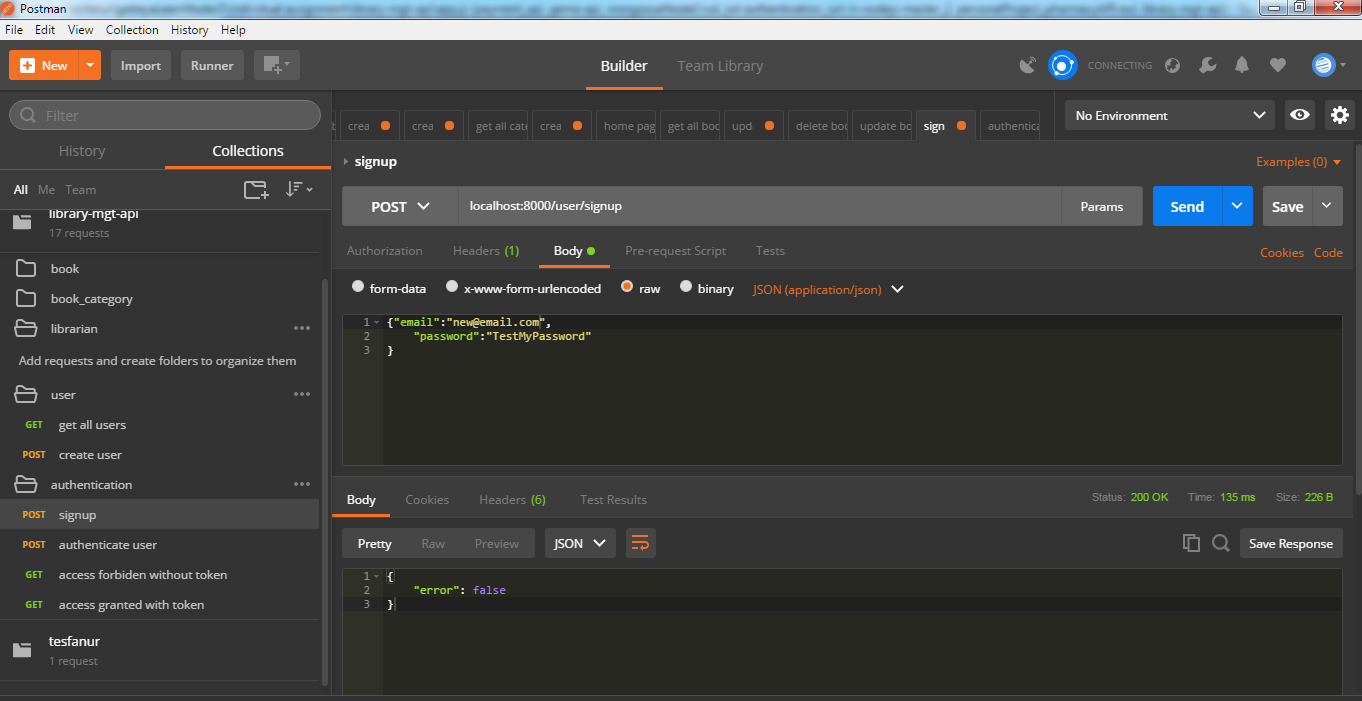 Postman
File Edit View Collection History Help
New Import Runner Builder Team Library CONNECTING
Filter
History Collections
All Me Team
library-mgt-api
17 requests
book
book_category
librarian
Add requests and create folders to organize them
user
GET get all users
POST create user
authentication
POST signup
POST authenticate user
GET access forbiden without token
GET access granted with token
tesfanur
1 request
crea crea get all cate crea home pag get all boo upd delete boo update bo sign authentica
No Environment
signup Examples (0)
POST localhost:8000/user/signup Params Send Save
Authorization Headers (1) Body Pre-request Script Tests Cookies Code
form-data x-www-form-urlencoded raw binary JSON (application/json)
1 {"email":"new@email.com",
2 "password":"TestMyPassword"
3 }
Body Cookies Headers (6) Test Results Status: 200 OK Time: 135 ms Size: 226 B
Pretty Raw Preview JSON Save Response
1 {
2 "error": false
3 }